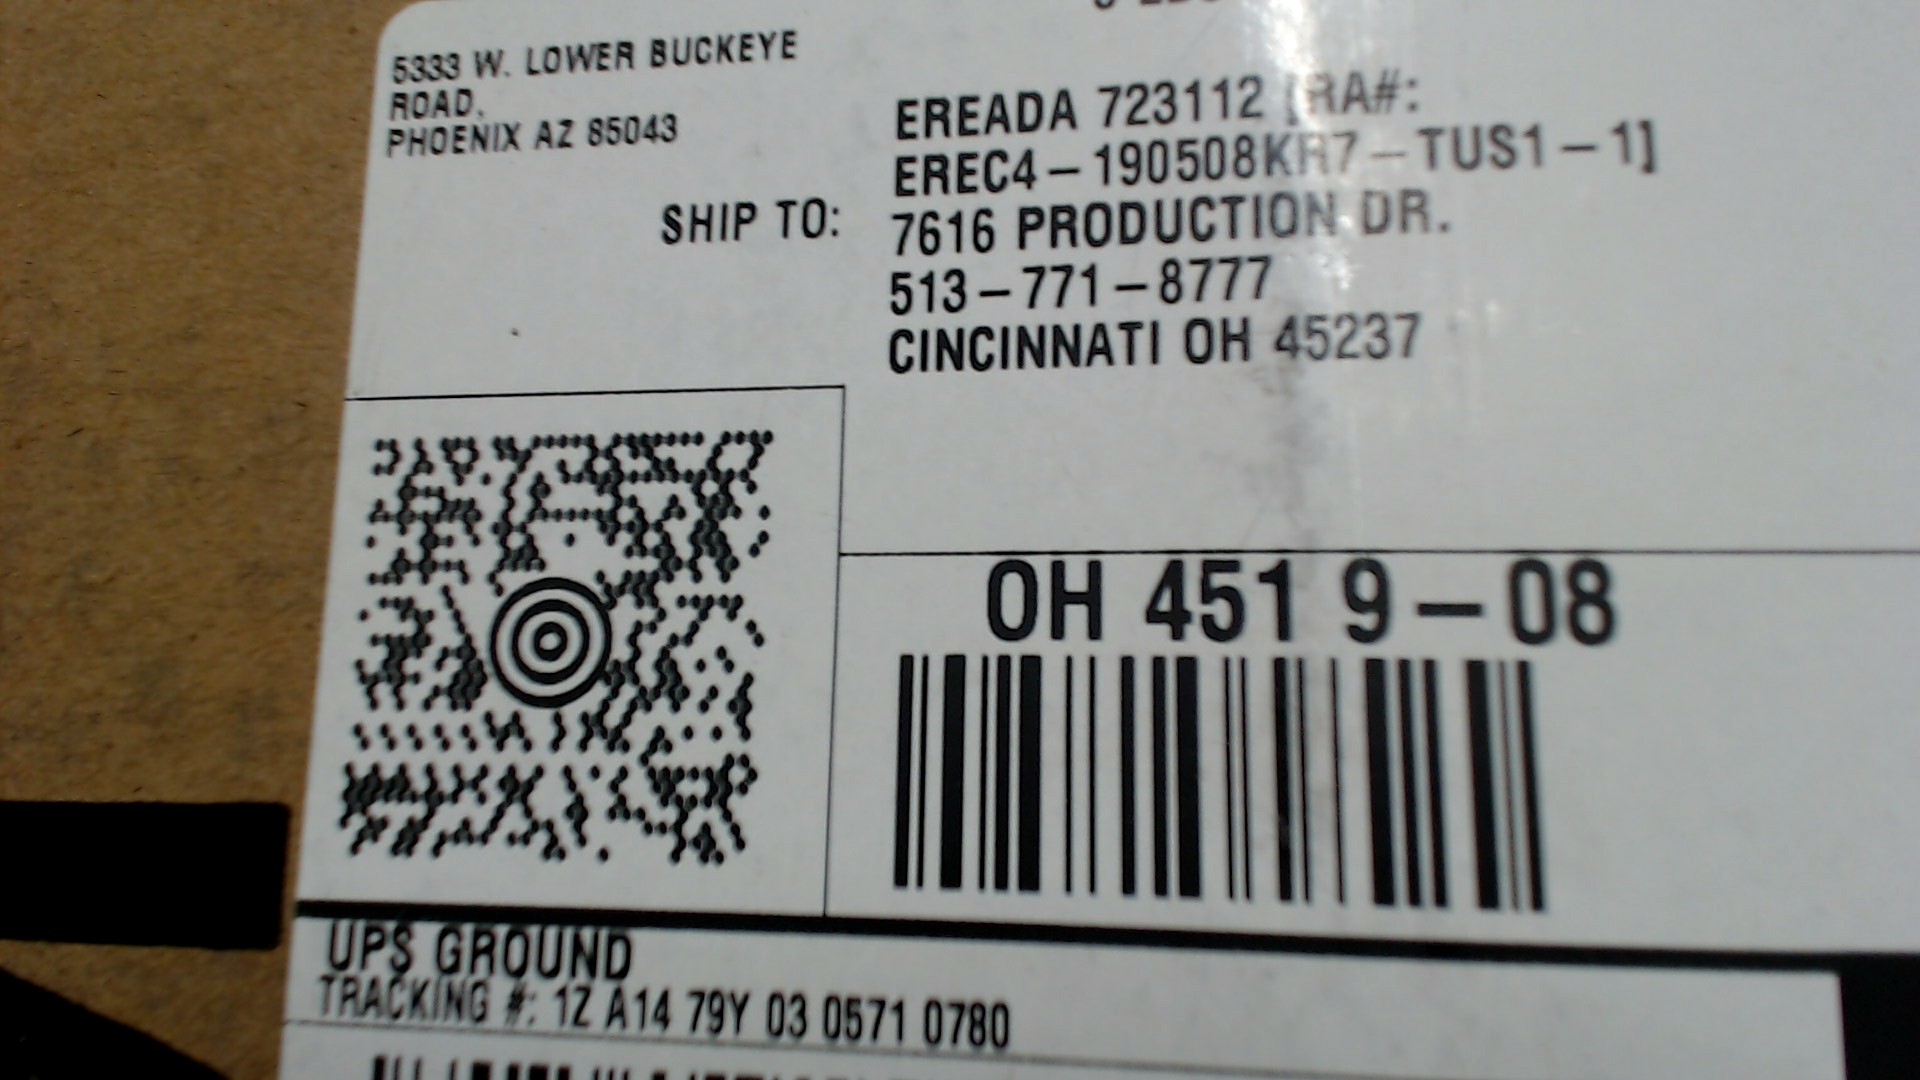 5333 W. LOWER BUCKEYE
ROAD,
PHOENIX AZ 85043
SHIP TO:
EREADA 723112 [RA#:
EREC4-190508KR7-TUS1-1]
7616 PRODUCTION DR.
513-771-8777
CINCINNATI OH 45237
OH 451 9-08
UPS GROUND
TRACKING #: 1Z A14 79Y 03 0571 0780